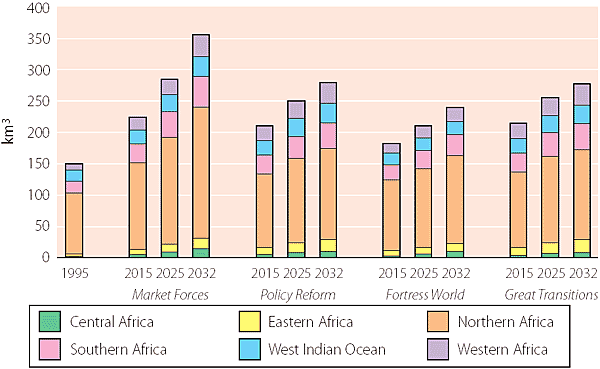 400
350
300
250
200
150
100
50
0
km³
1995
2015 2025 2032
2015 2025 2032
2015 2025 2032
2015 2025 2032
Market Forces
Policy Reform
Fortress World
Great Transitions
Central Africa
Eastern Africa
Northern Africa
Southern Africa
West Indian Ocean
Western Africa